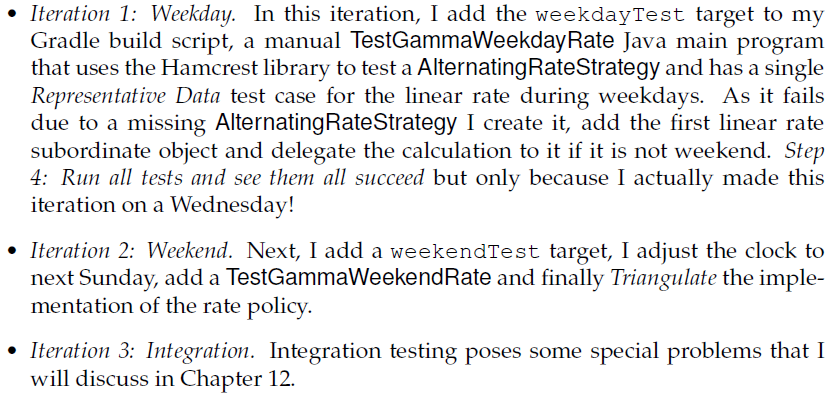 • Iteration 1: Weekday. In this iteration, I add the weekdayTest target to my
Gradle build script, a manual TestGammaWeekdayRate Java main program
that uses the Hamcrest library to test a AlternatingRateStrategy and has a single
Representative Data test case for the linear rate during weekdays. As it fails
due to a missing AlternatingRateStrategy I create it, add the first linear rate
subordinate object and delegate the calculation to it if it is not weekend. Step
4: Run all tests and see them all succeed but only because I actually made this
iteration on a Wednesday!
• Iteration 2: Weekend. Next, I add a weekendTest target, I adjust the clock to
next Sunday, add a TestGammaWeekendRate and finally Triangulate the imple-
mentation of the rate policy.
• Iteration 3: Integration. Integration testing poses some special problems that I
will discuss in Chapter 12.